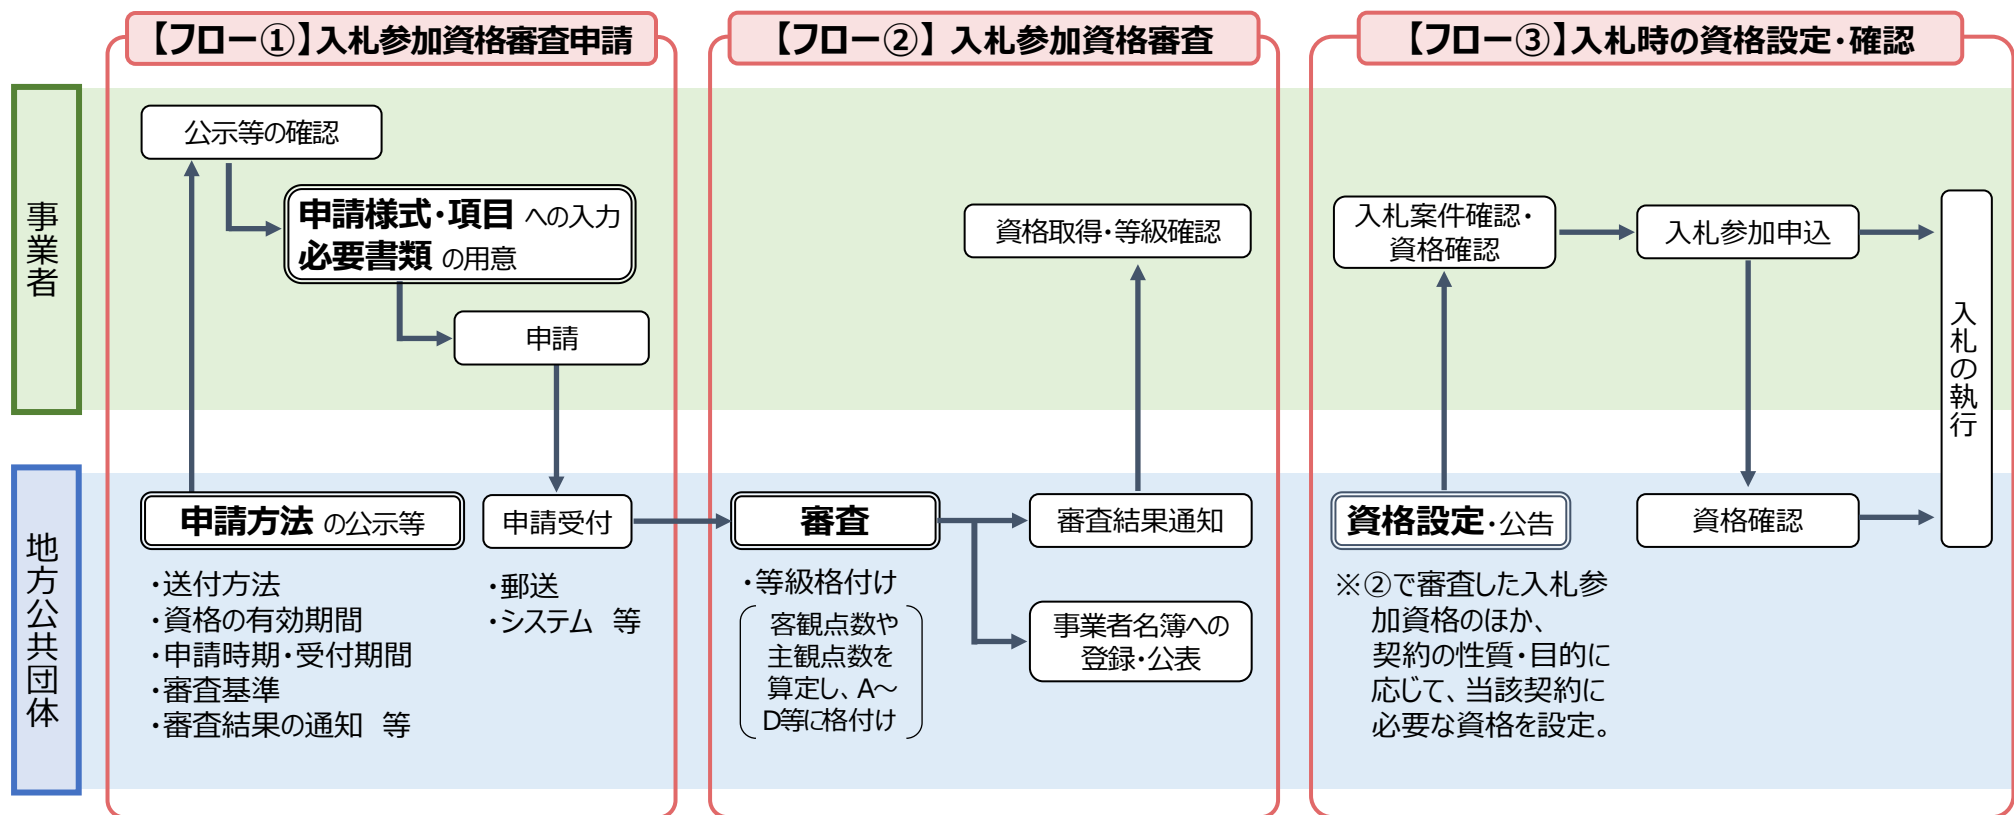 【フロー①】入札参加資格審査申請
【フロー②】 入札参加資格審査
【フロー③】入札時の資格設定・確認
事業者
公示等の確認
申請様式・項目 への入力
必要書類 の用意
申請
資格取得・等級確認
入札案件確認・
資格確認
入札参加申込
入札の執行
地方公共団体
申請方法 の公示等
・送付方法
・資格の有効期間
・申請時期・受付期間
・審査基準
・審査結果の通知 等
申請受付
・郵送
・システム 等
審査
・等級格付け
客観点数や
主観点数を
算定し、A～
D等に格付け
審査結果通知
事業者名簿への
登録・公表
資格設定・公告
※②で審査した入札参
加資格のほか、
契約の性質・目的に
応じて、当該契約に
必要な資格を設定。
資格確認